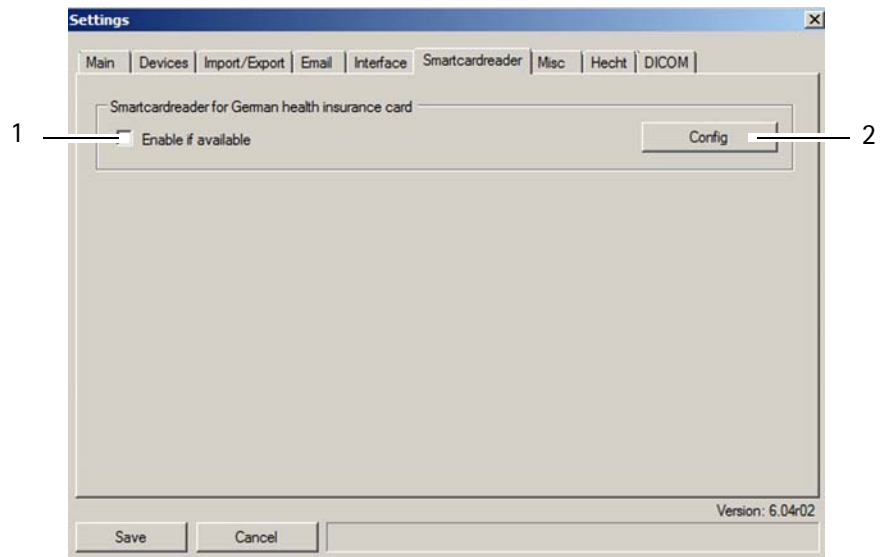 Settings
Main Devices Import/Export Email Interface Smartcardreader Misc Hecht DICOM
Smartcardreader for German health insurance card
1 Enable if available Config 2
Version: 6.04r02
Save Cancel